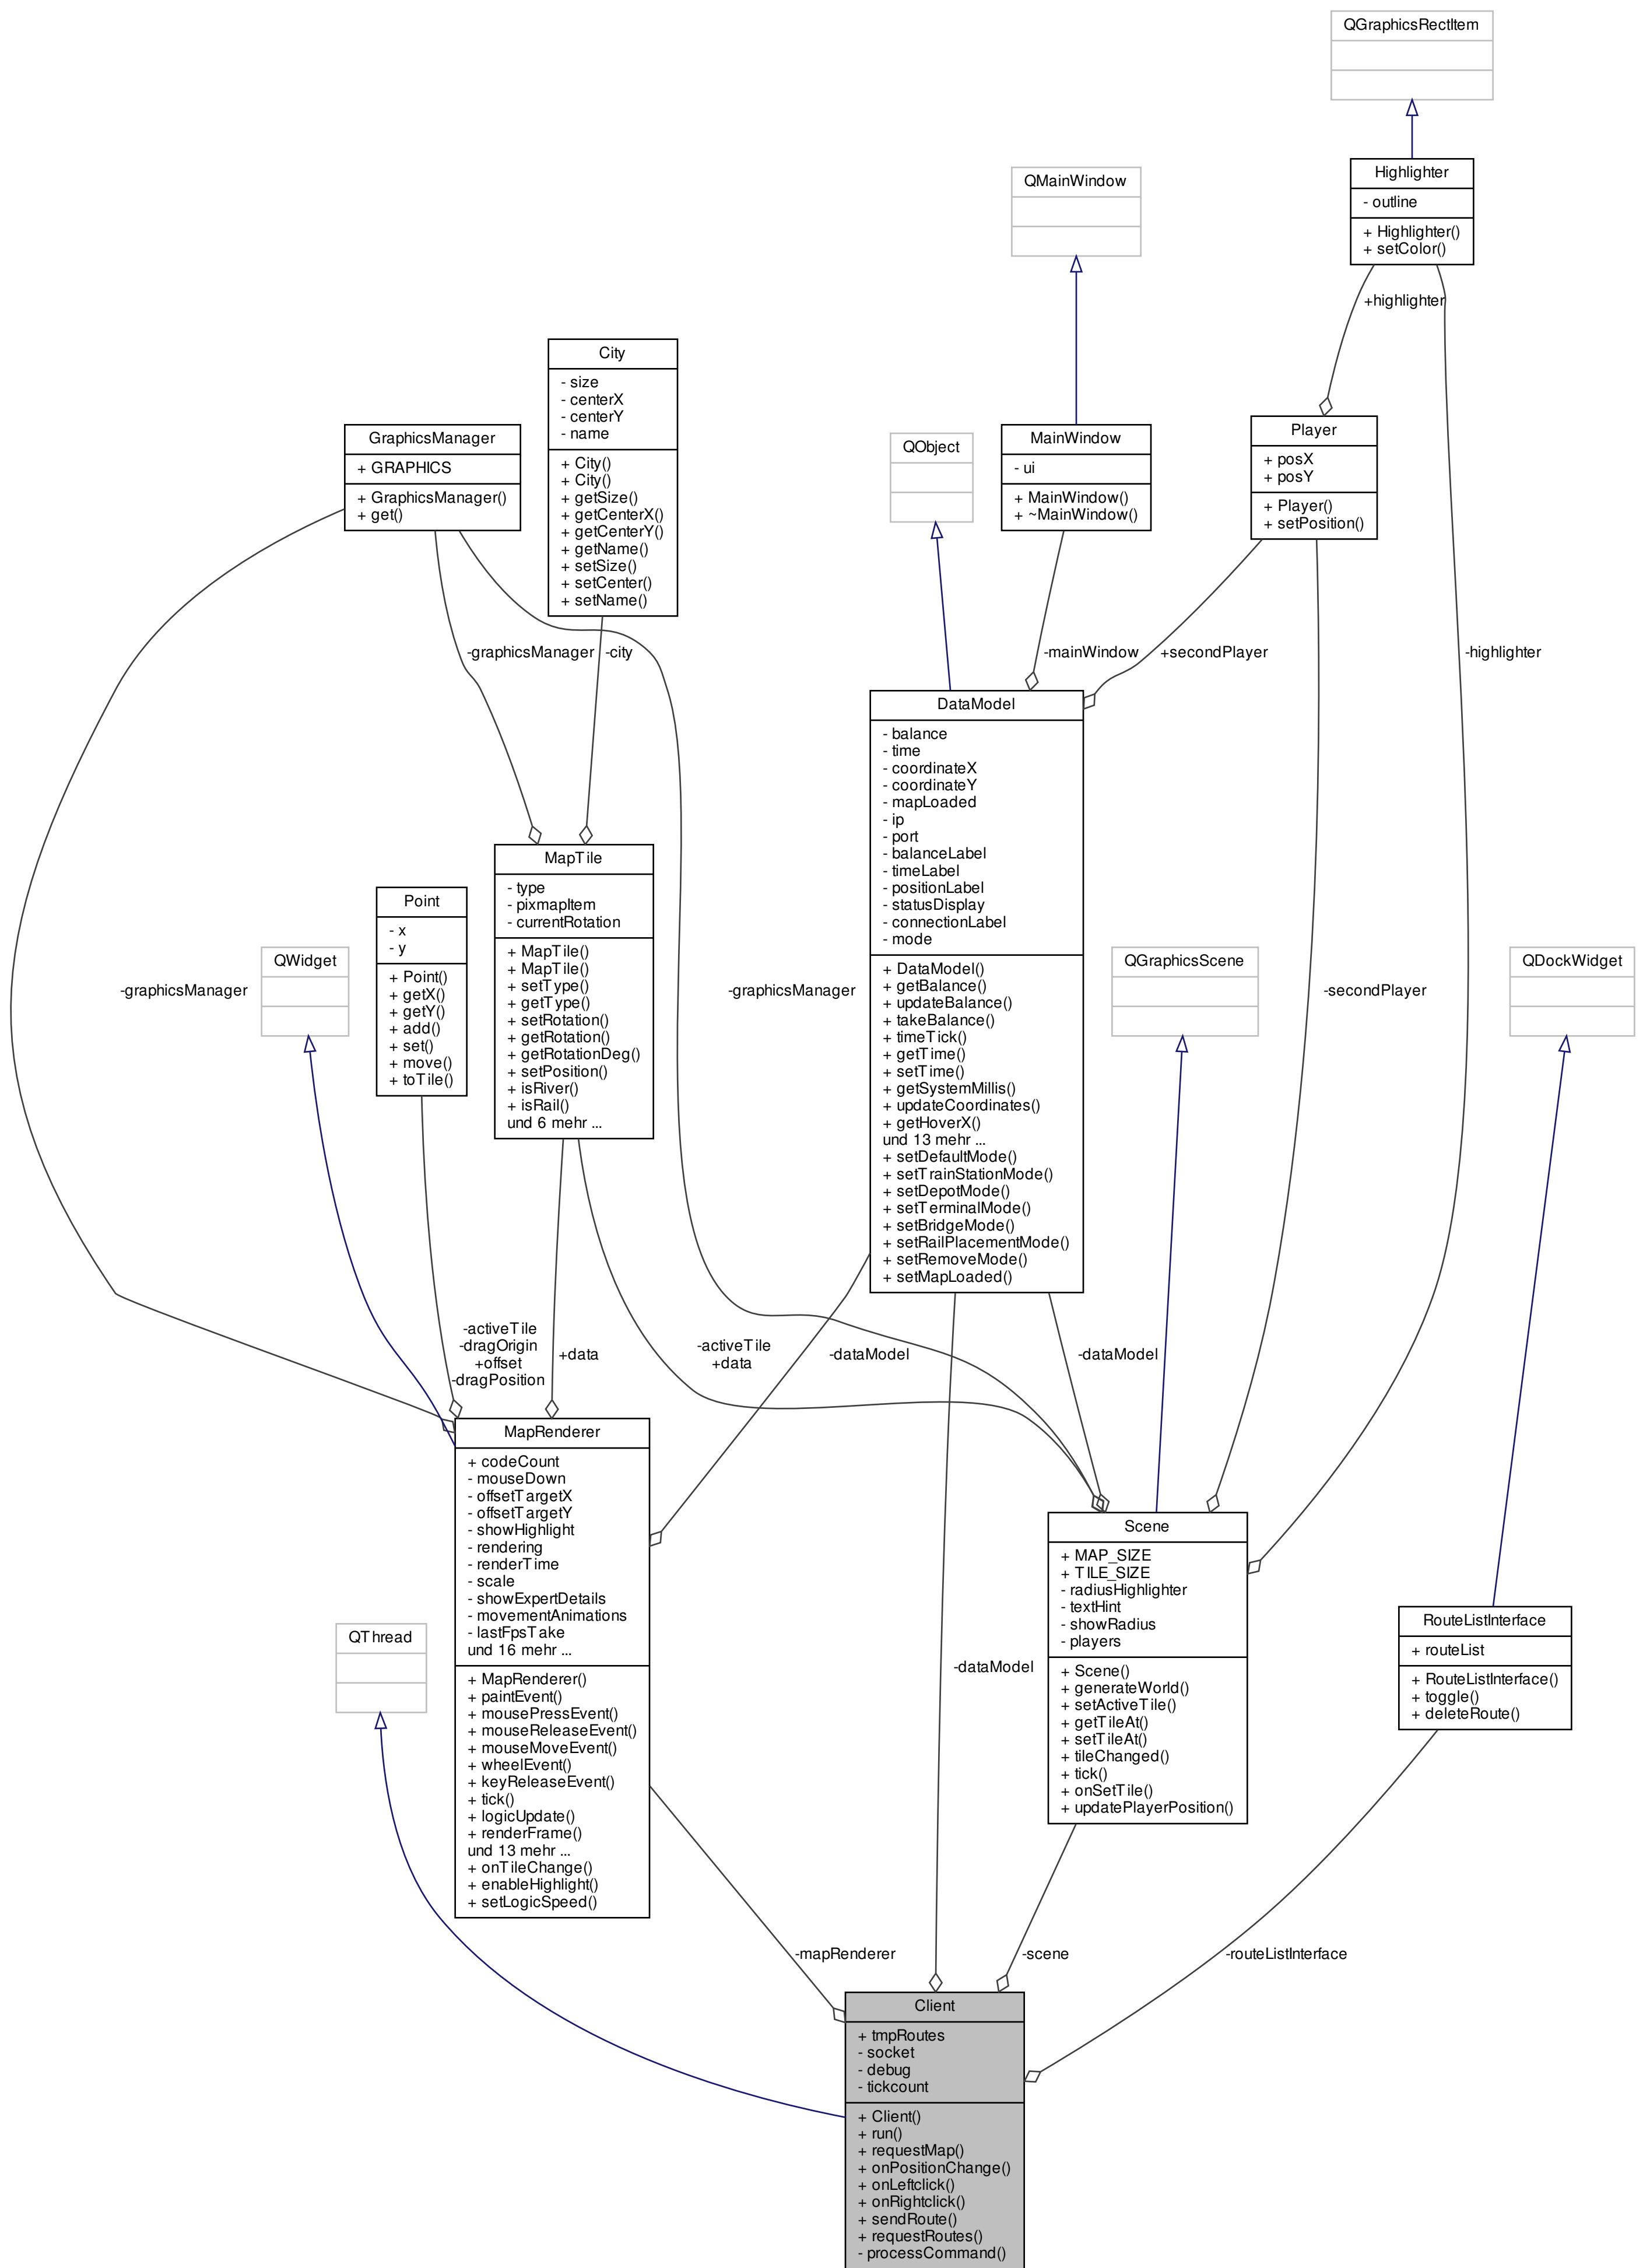 QGraphicsRectItem
Highlighter
- outline
+ Highlighter()
+ setColor()
QMainWindow
+highlighter
City
- size
- centerX
- centerY
- name
+ City()
+ City()
+ getSize()
+ getCenterX()
+ getCenterY()
+ getName()
+ setSize()
+ setCenter()
+ setName()
GraphicsManager
+ GRAPHICS
+ GraphicsManager()
+ get()
QObject
MainWindow
- ui
+ MainWindow()
+ ~MainWindow()
Player
+ posX
+ posY
+ Player()
+ setPosition()
-graphicsManager
-city
-mainWindow
+secondPlayer
-highlighter
DataModel
- balance
- time
- coordinateX
- coordinateY
- mapLoaded
- ip
- port
- balanceLabel
- timeLabel
- positionLabel
- statusDisplay
- connectionLabel
- mode
+ DataModel()
+ getBalance()
+ updateBalance()
+ takeBalance()
+ timeTick()
+ getTime()
+ setTime()
+ getSystemMillis()
+ updateCoordinates()
+ getHoverX()
und 13 mehr ...
+ setDefaultMode()
+ setTrainStationMode()
+ setDepotMode()
+ setTerminalMode()
+ setBridgeMode()
+ setRailPlacementMode()
+ setRemoveMode()
+ setMapLoaded()
MapTile
- type
- pixmapItem
- currentRotation
+ MapTile()
+ MapTile()
+ setType()
+ getType()
+ setRotation()
+ getRotation()
+ getRotationDeg()
+ setPosition()
+ isRiver()
+ isRail()
und 6 mehr ...
Point
- x
- y
+ Point()
+ getX()
+ getY()
+ add()
+ set()
+ move()
+ toTile()
QWidget
QGraphicsScene
QDockWidget
-graphicsManager
-graphicsManager
-secondPlayer
-activeTile
-dragOrigin
+offset
-dragPosition
+data
-activeTile
+data
-dataModel
-dataModel
MapRenderer
+ codeCount
- mouseDown
- offsetTargetX
- offsetTargetY
- showHighlight
- rendering
- renderTime
- scale
- showExpertDetails
- movementAnimations
- lastFpsTake
und 16 mehr ...
+ MapRenderer()
+ paintEvent()
+ mousePressEvent()
+ mouseReleaseEvent()
+ mouseMoveEvent()
+ wheelEvent()
+ keyReleaseEvent()
+ tick()
+ logicUpdate()
+ renderFrame()
und 13 mehr ...
+ onTileChange()
+ enableHighlight()
+ setLogicSpeed()
Scene
+ MAP_SIZE
+ TILE_SIZE
- radiusHighlighter
- textHint
- showRadius
- players
+ Scene()
+ generateWorld()
+ setActiveTile()
+ getTileAt()
+ setTileAt()
+ tileChanged()
+ tick()
+ onSetTile()
+ updatePlayerPosition()
RouteListInterface
+ routeList
+ RouteListInterface()
+ toggle()
+ deleteRoute()
QThread
-dataModel
-mapRenderer
-scene
-routeListInterface
Client
+ tmpRoutes
- socket
- debug
- tickcount
+ Client()
+ run()
+ requestMap()
+ onPositionChange()
+ onLeftclick()
+ onRightclick()
+ sendRoute()
+ requestRoutes()
- processCommand()